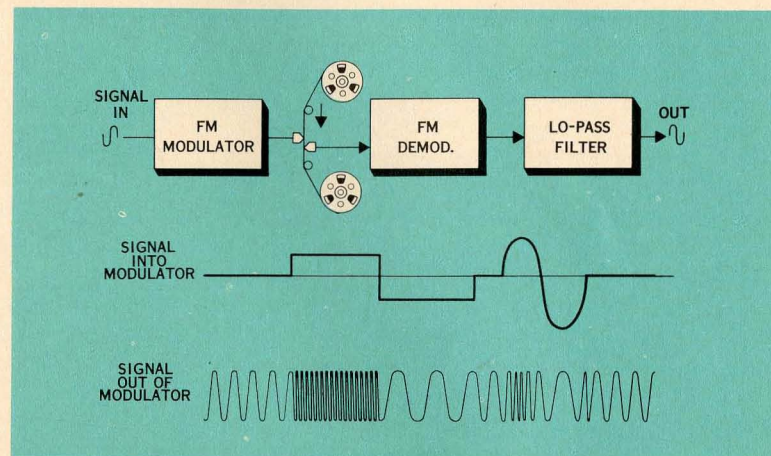 SIGNAL
IN
FM
MODULATOR
FM
DEMOD.
LO-PASS
FILTER
OUT
SIGNAL
INTO
MODULATOR
SIGNAL
OUT OF
MODULATOR